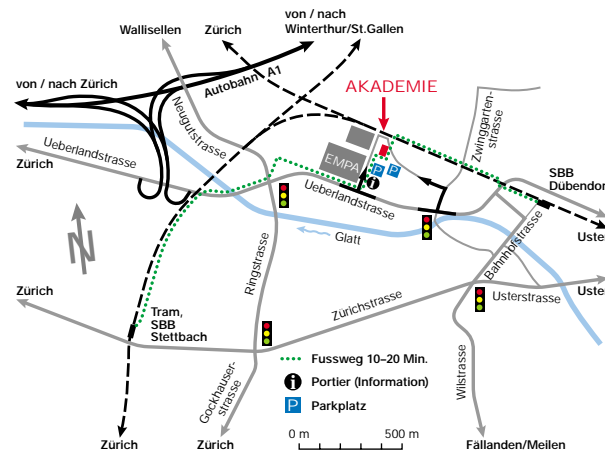 von / nach
Winterthur/St.Gallen
Wallisellen
Zürich
von / nach Zürich
Autobahn A1
AKADEMIE
Neugutstrasse
Zwinggarten-
strasse
Ueberlandstrasse
Zürich
EMPA
P P
i
SBB
Dübendorf
Ueberlandstrasse
Uster
N
Glatt
Bahnhofstrasse
Ringstrasse
Zürich
Zürichstrasse
Usterstrasse
Uster
Tram,
SBB
Stettbach
Fussweg 10–20 Min.
i Portier (Information)
P Parkplatz
Gockhauser-
strasse
Wilstrasse
0 m 500 m
Zürich
Zürich
Fällanden/Meilen